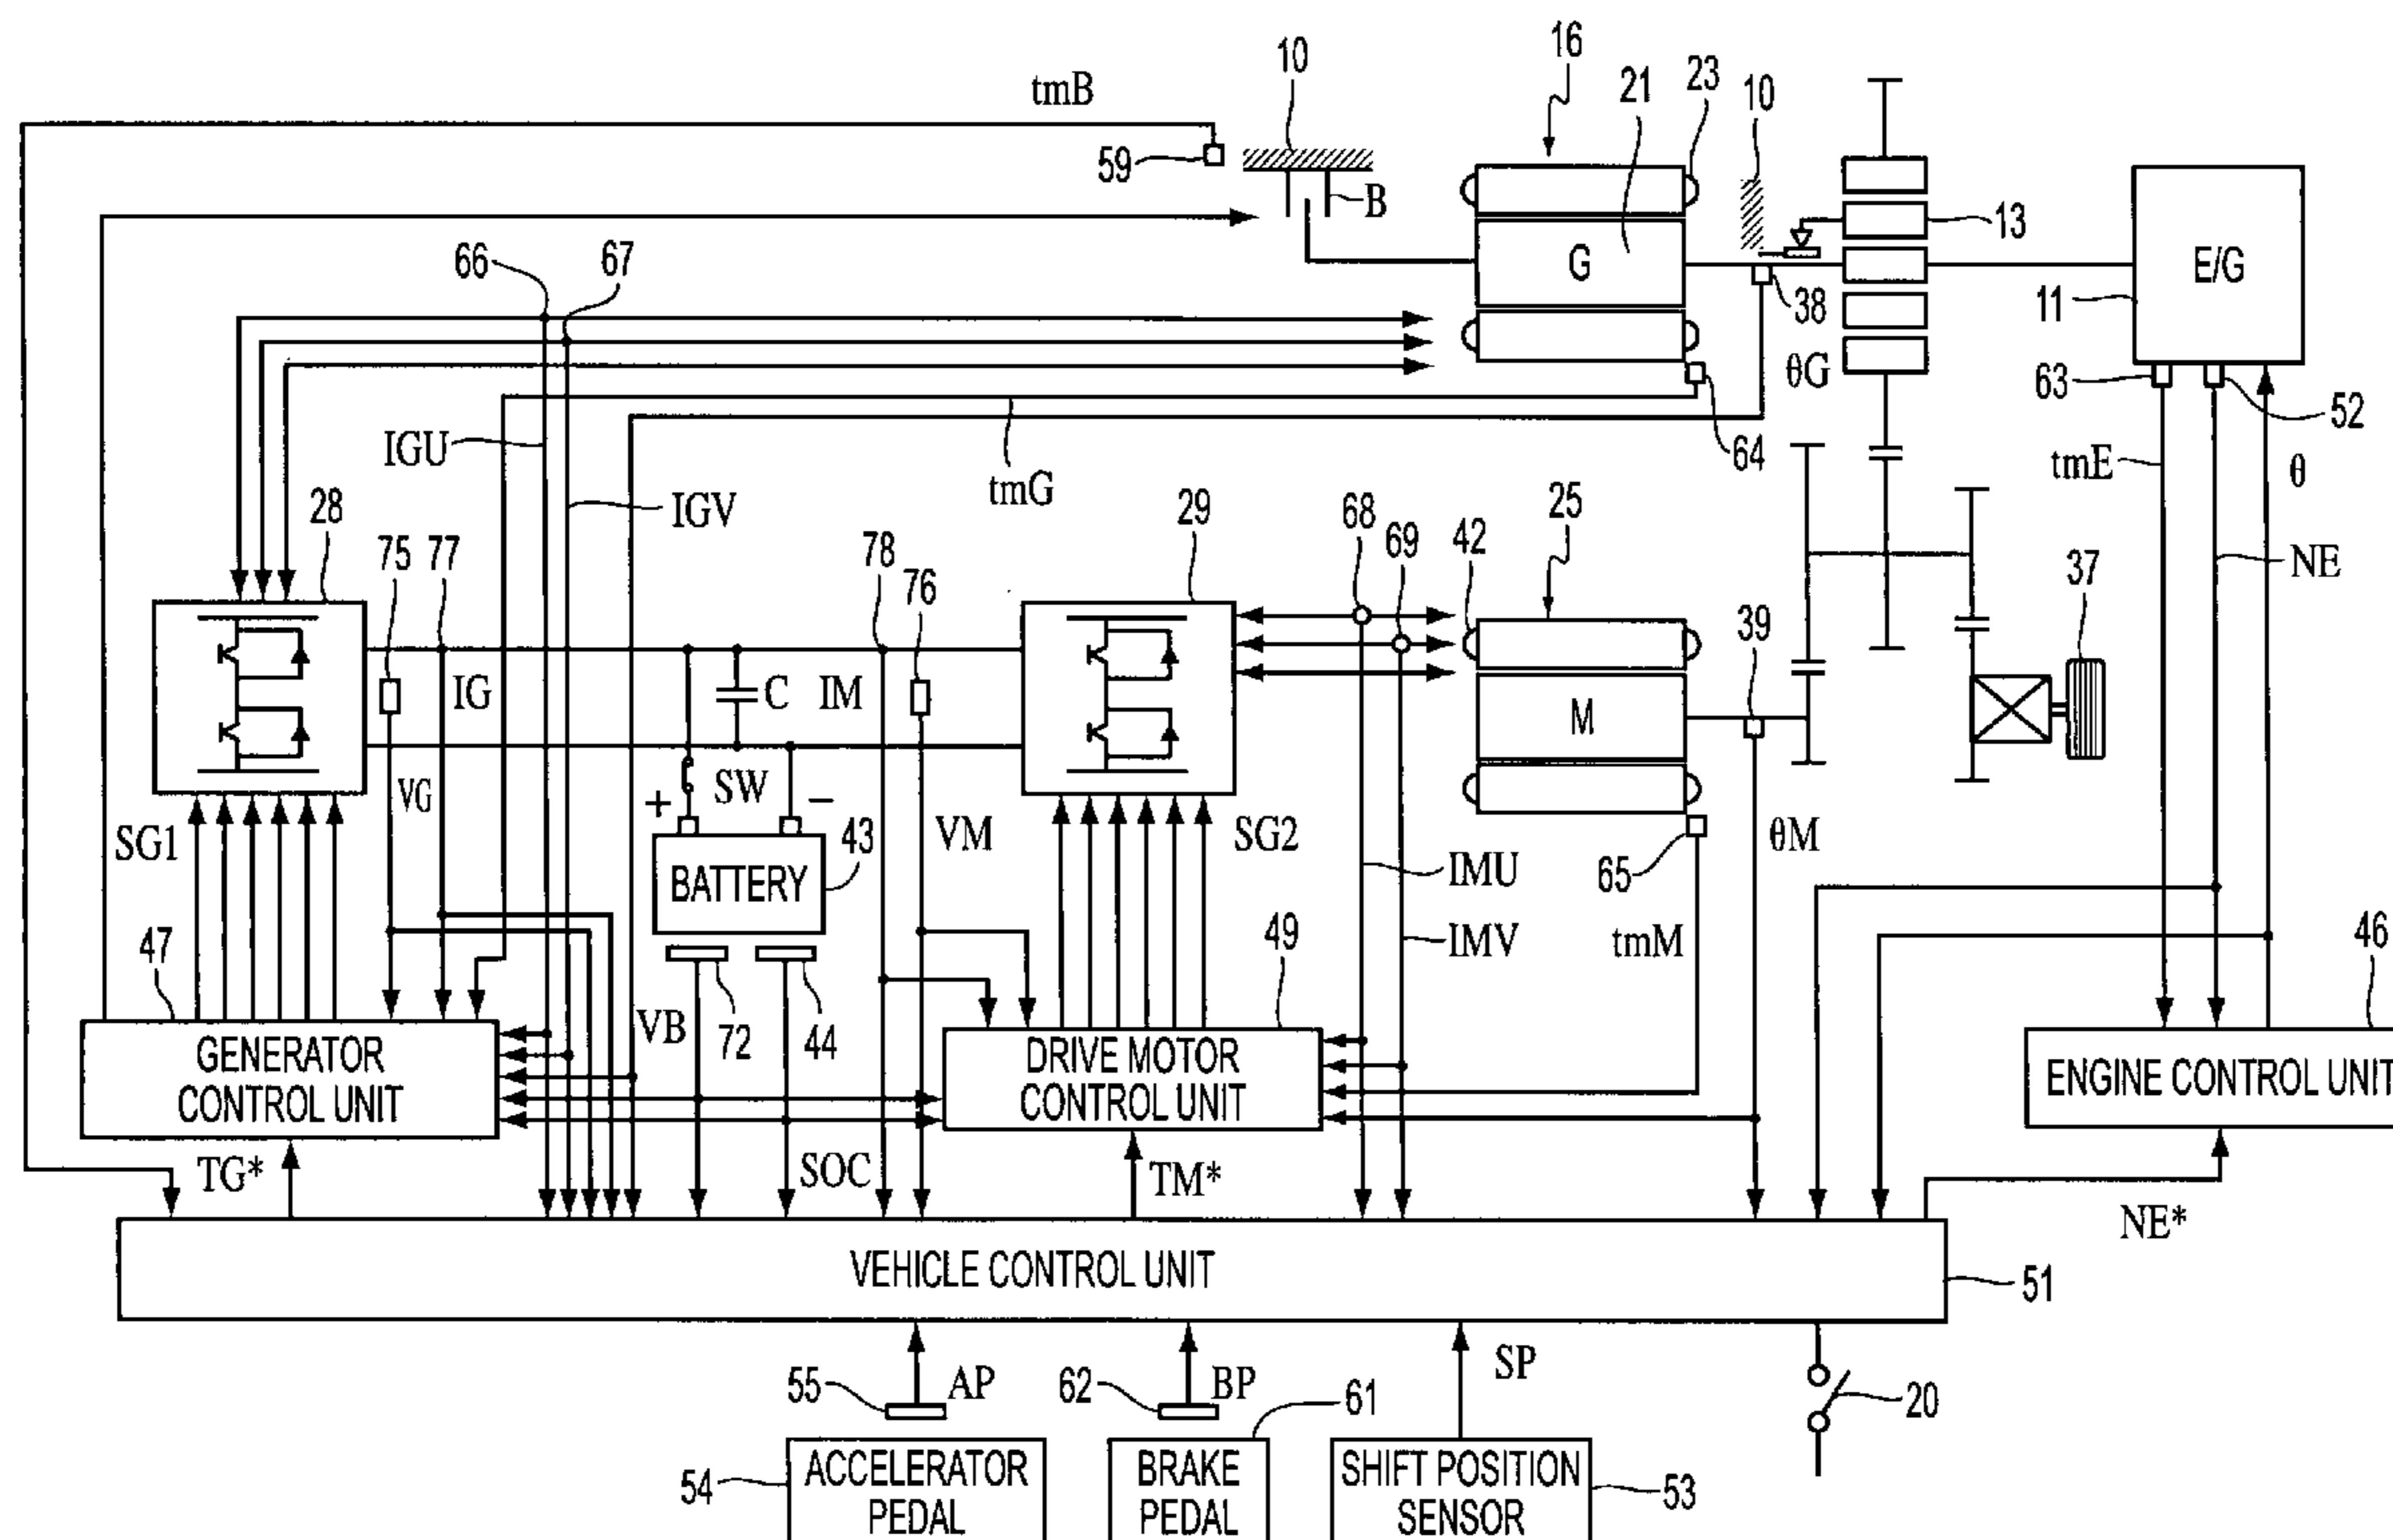 16
10
21
23
10
tmB
59
B
13
66
67
G
E/G
11
38
θG
63
52
IGU
64
tmE
θ
tmG
IGV
28
75
77
78
76
29
68
69
42
25
39
NE
37
IG
C
IM
M
VG
+
SW
−
SG1
43
VM
SG2
θM
BATTERY
IMU
65
47
IMV
tmM
49
46
VB
72
44
GENERATOR
CONTROL UNIT
DRIVE MOTOR
CONTROL UNIT
ENGINE CONTROL UNIT
TG*
SOC
TM*
NE*
VEHICLE CONTROL UNIT
51
55
AP
62
BP
61
SP
20
54
ACCELERATOR
PEDAL
BRAKE
PEDAL
SHIFT POSITION
SENSOR
53